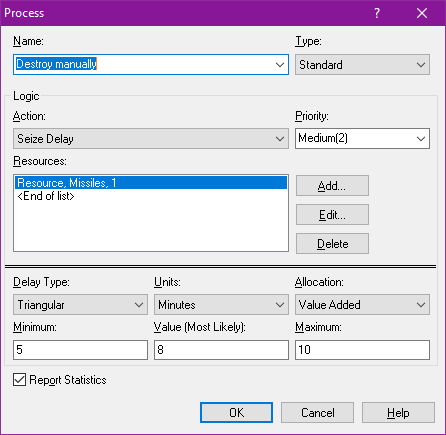 Process
? ×
Name: Type:
Destroy manually Standard
Logic
Action: Priority:
Seize Delay Medium(2)
Resources:
Resource, Missiles, 1 Add...
<End of list>
Edit...
Delete
Delay Type: Units: Allocation:
Triangular Minutes Value Added
Minimum: Value (Most Likely): Maximum:
5 8 10
Report Statistics
OK Cancel Help